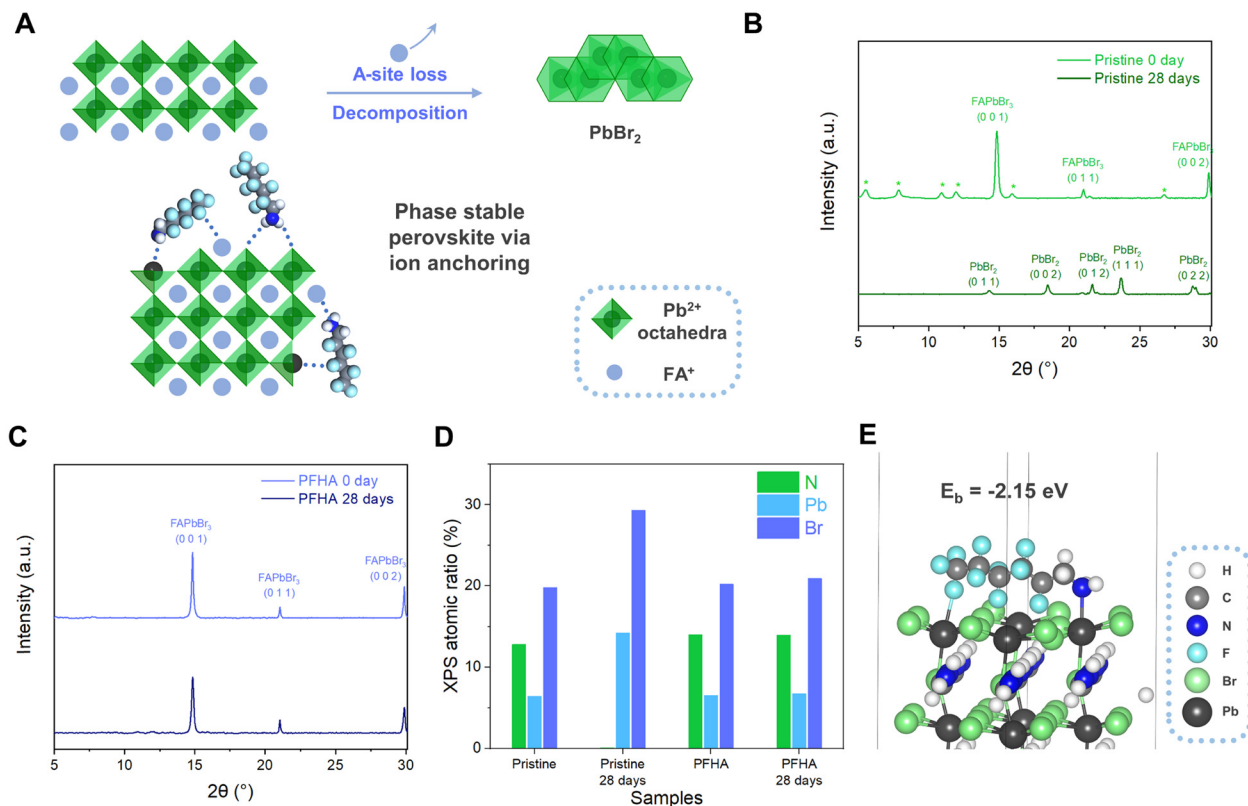 A
A-site loss
Decomposition
PbBr₂
Phase stable
perovskite via
ion anchoring
Pb²⁺
octahedra
FA⁺
B
Pristine 0 day
Pristine 28 days
FAPbBr₃
(0 0 1)
FAPbBr₃
(0 1 1)
FAPbBr₃
(0 0 2)
* * * * * *
PbBr₂
(0 1 1)
PbBr₂
(0 0 2)
PbBr₂
(0 1 2)
PbBr₂
(1 1 1)
PbBr₂
(0 2 2)
Intensity (a.u.)
5 10 15 20 25 30
2θ (°)
C
PFHA 0 day
PFHA 28 days
FAPbBr₃
(0 0 1)
FAPbBr₃
(0 1 1)
FAPbBr₃
(0 0 2)
Intensity (a.u.)
5 10 15 20 25 30
2θ (°)
D
N
Pb
Br
XPS atomic ratio (%)
30
20
10
0
Pristine
Pristine
28 days
PFHA
PFHA
28 days
Samples
E
E_b = -2.15 eV
H
C
N
F
Br
Pb